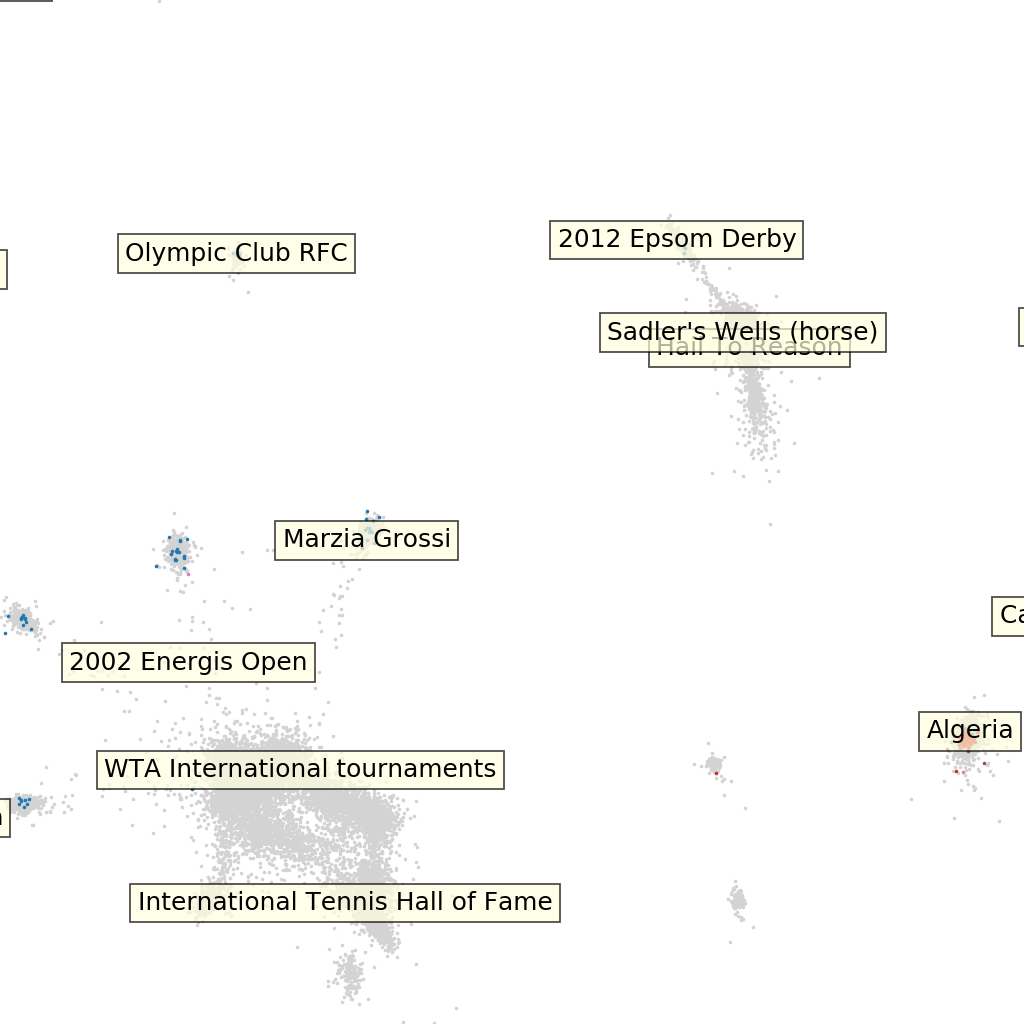 2012 Epsom Derby
Olympic Club RFC
Sadler's Wells (horse)
Hail To Reason
Marzia Grossi
2002 Energis Open
Algeria
WTA International tournaments
International Tennis Hall of Fame